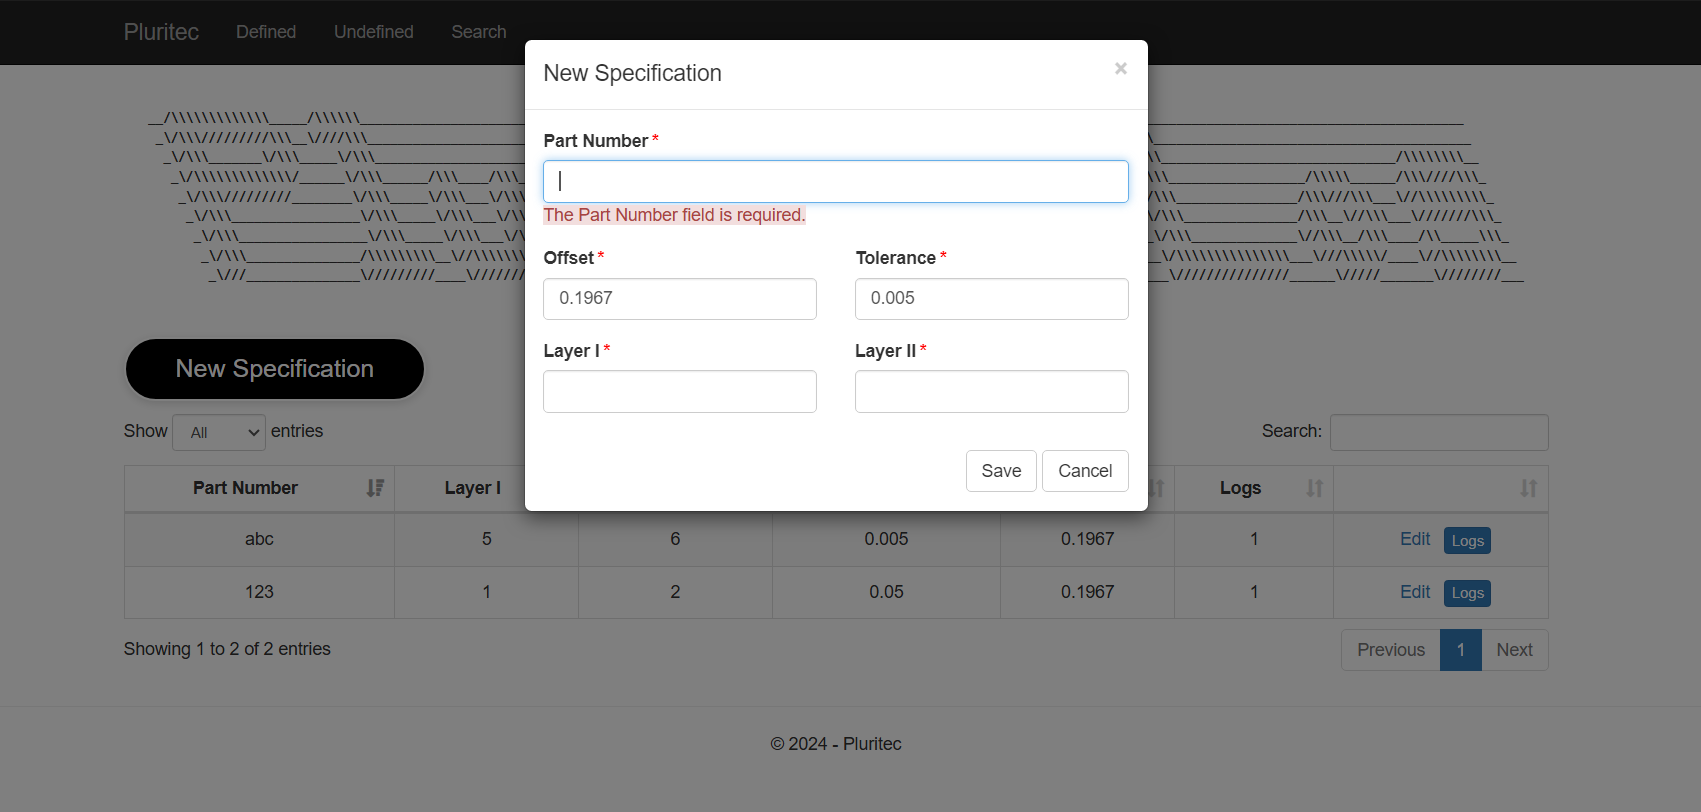 Pluritec Defined Undefined Search
New Specification ×
Part Number *
The Part Number field is required.
Offset * Tolerance *
0.1967 0.005
Layer I * Layer II *
Save Cancel
New Specification
Show All entries Search:
Part Number Layer I Logs
abc 5 6 0.005 0.1967 1 Edit Logs
123 1 2 0.05 0.1967 1 Edit Logs
Showing 1 to 2 of 2 entries Previous 1 Next
© 2024 - Pluritec